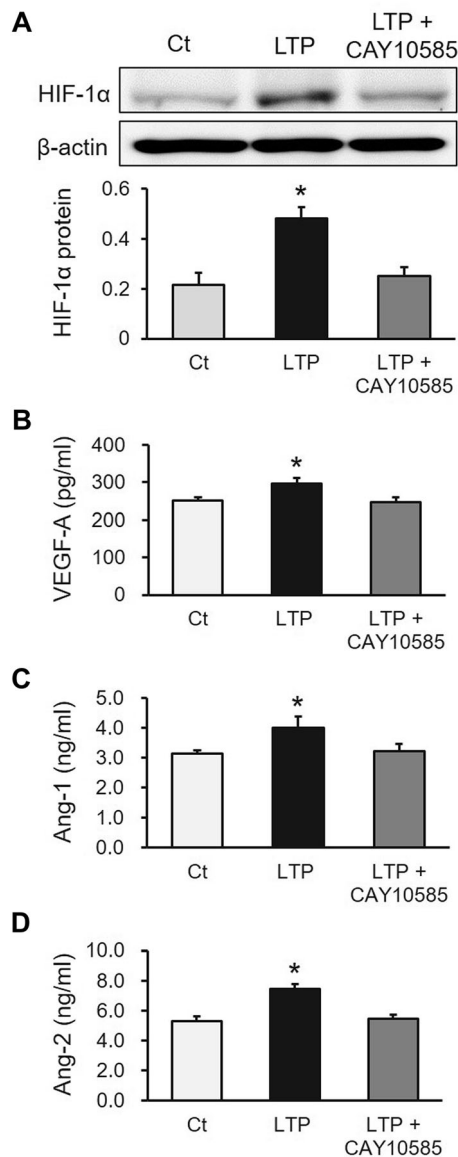 A
Ct
LTP
LTP +
CAY10585
HIF-1α
β-actin
HIF-1α protein
0.6
0.4
0.2
0
*
Ct
LTP
LTP +
CAY10585
B
VEGF-A (pg/ml)
400
300
200
100
0
*
Ct
LTP
LTP +
CAY10585
C
Ang-1 (ng/ml)
5.0
4.0
3.0
2.0
1.0
0.0
*
Ct
LTP
LTP +
CAY10585
D
Ang-2 (ng/ml)
10.0
8.0
6.0
4.0
2.0
0.0
*
Ct
LTP
LTP +
CAY10585